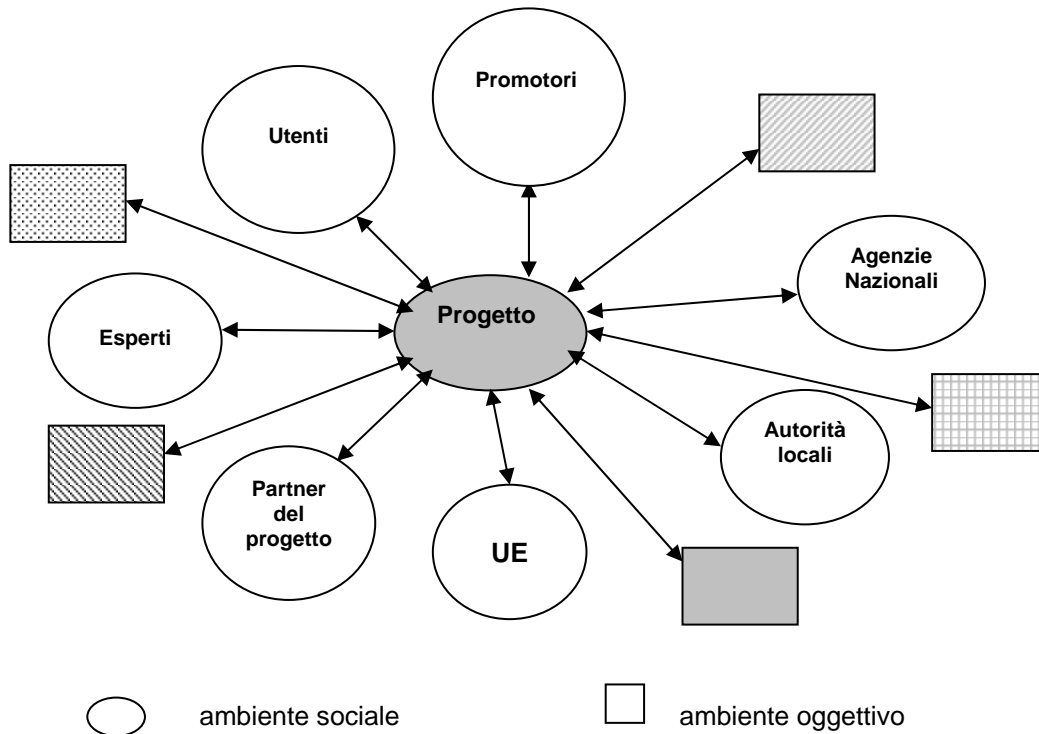 Promotori
Utenti
Agenzie
Nazionali
Progetto
Esperti
Autorità
locali
Partner
del
progetto
UE
ambiente sociale
ambiente oggettivo